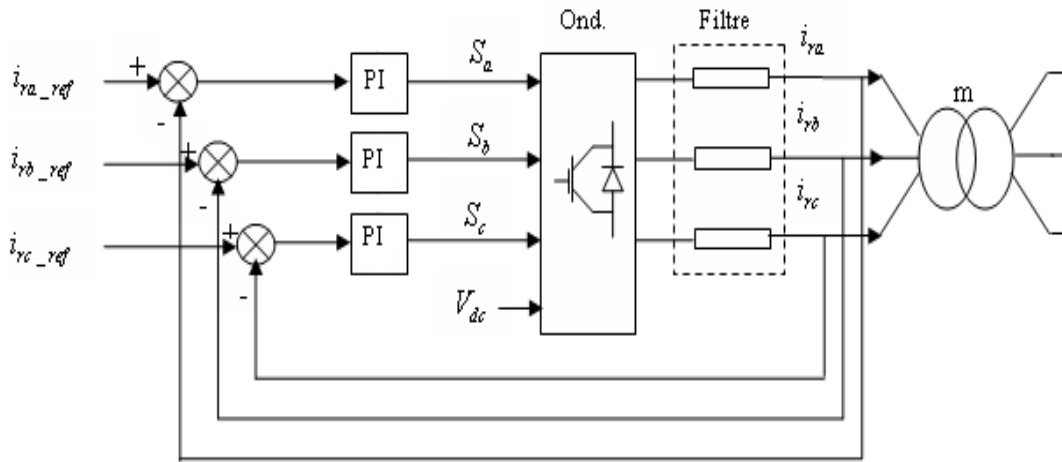 Ond.
Filtre
i_ra_ref
+
-
PI
S_a
i_ra
m
i_rb_ref
+
-
PI
S_b
i_rb
i_rc_ref
+
-
PI
S_c
i_rc
V_dc